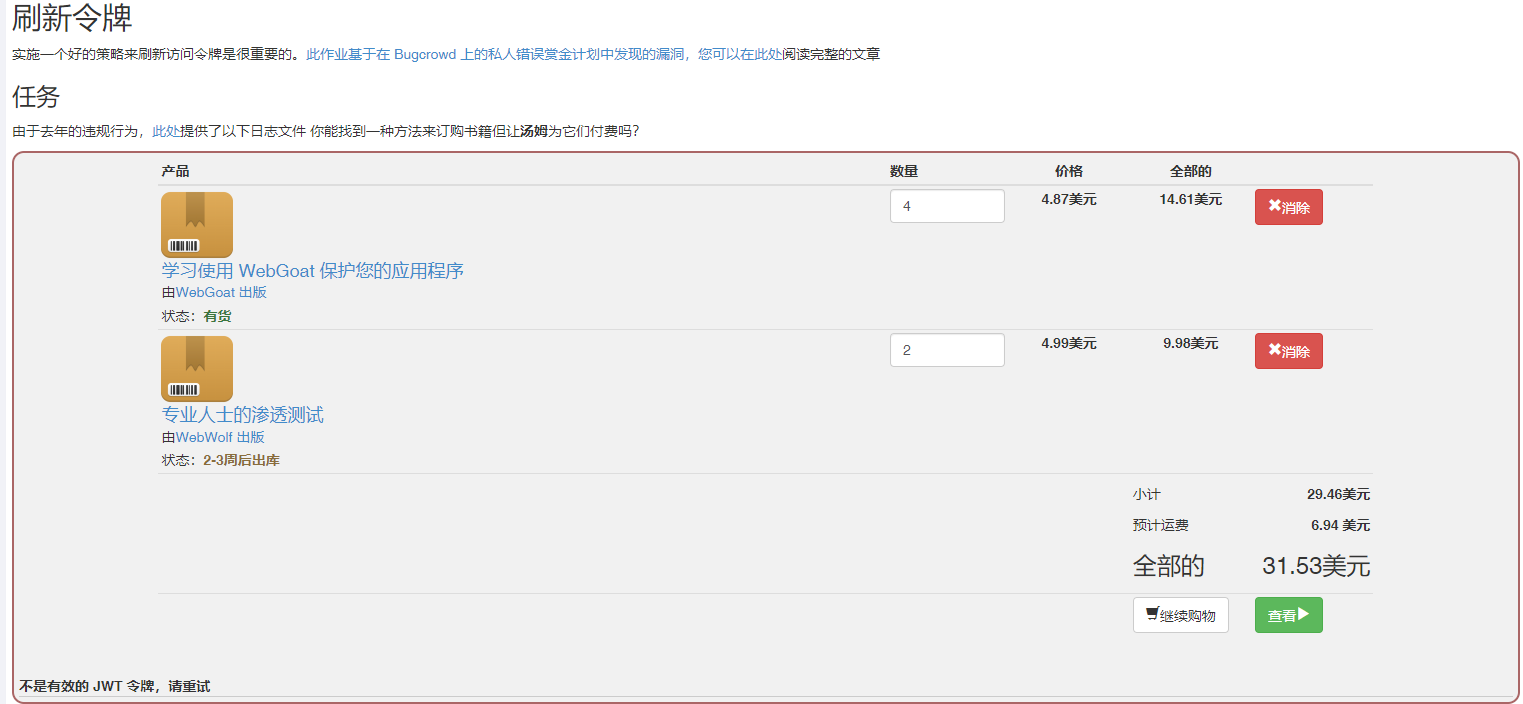 刷新令牌
实施一个好的策略来刷新访问令牌是很重要的。此作业基于在 Bugcrowd 上的私人错误赏金计划中发现的漏洞，您可以在此处阅读完整的文章
任务
由于去年的违规行为，此处提供了以下日志文件 你能找到一种方法来订购书籍但让汤姆为它们付费吗？
产品 数量 价格 全部的
4 4.87美元 14.61美元 ✖消除
学习使用 WebGoat 保护您的应用程序
由WebGoat 出版
状态：有货
2 4.99美元 9.98美元 ✖消除
专业人士的渗透测试
由WebWolf 出版
状态：2-3周后出库
小计 29.46美元
预计运费 6.94 美元
全部的 31.53美元
继续购物 查看
不是有效的 JWT 令牌，请重试